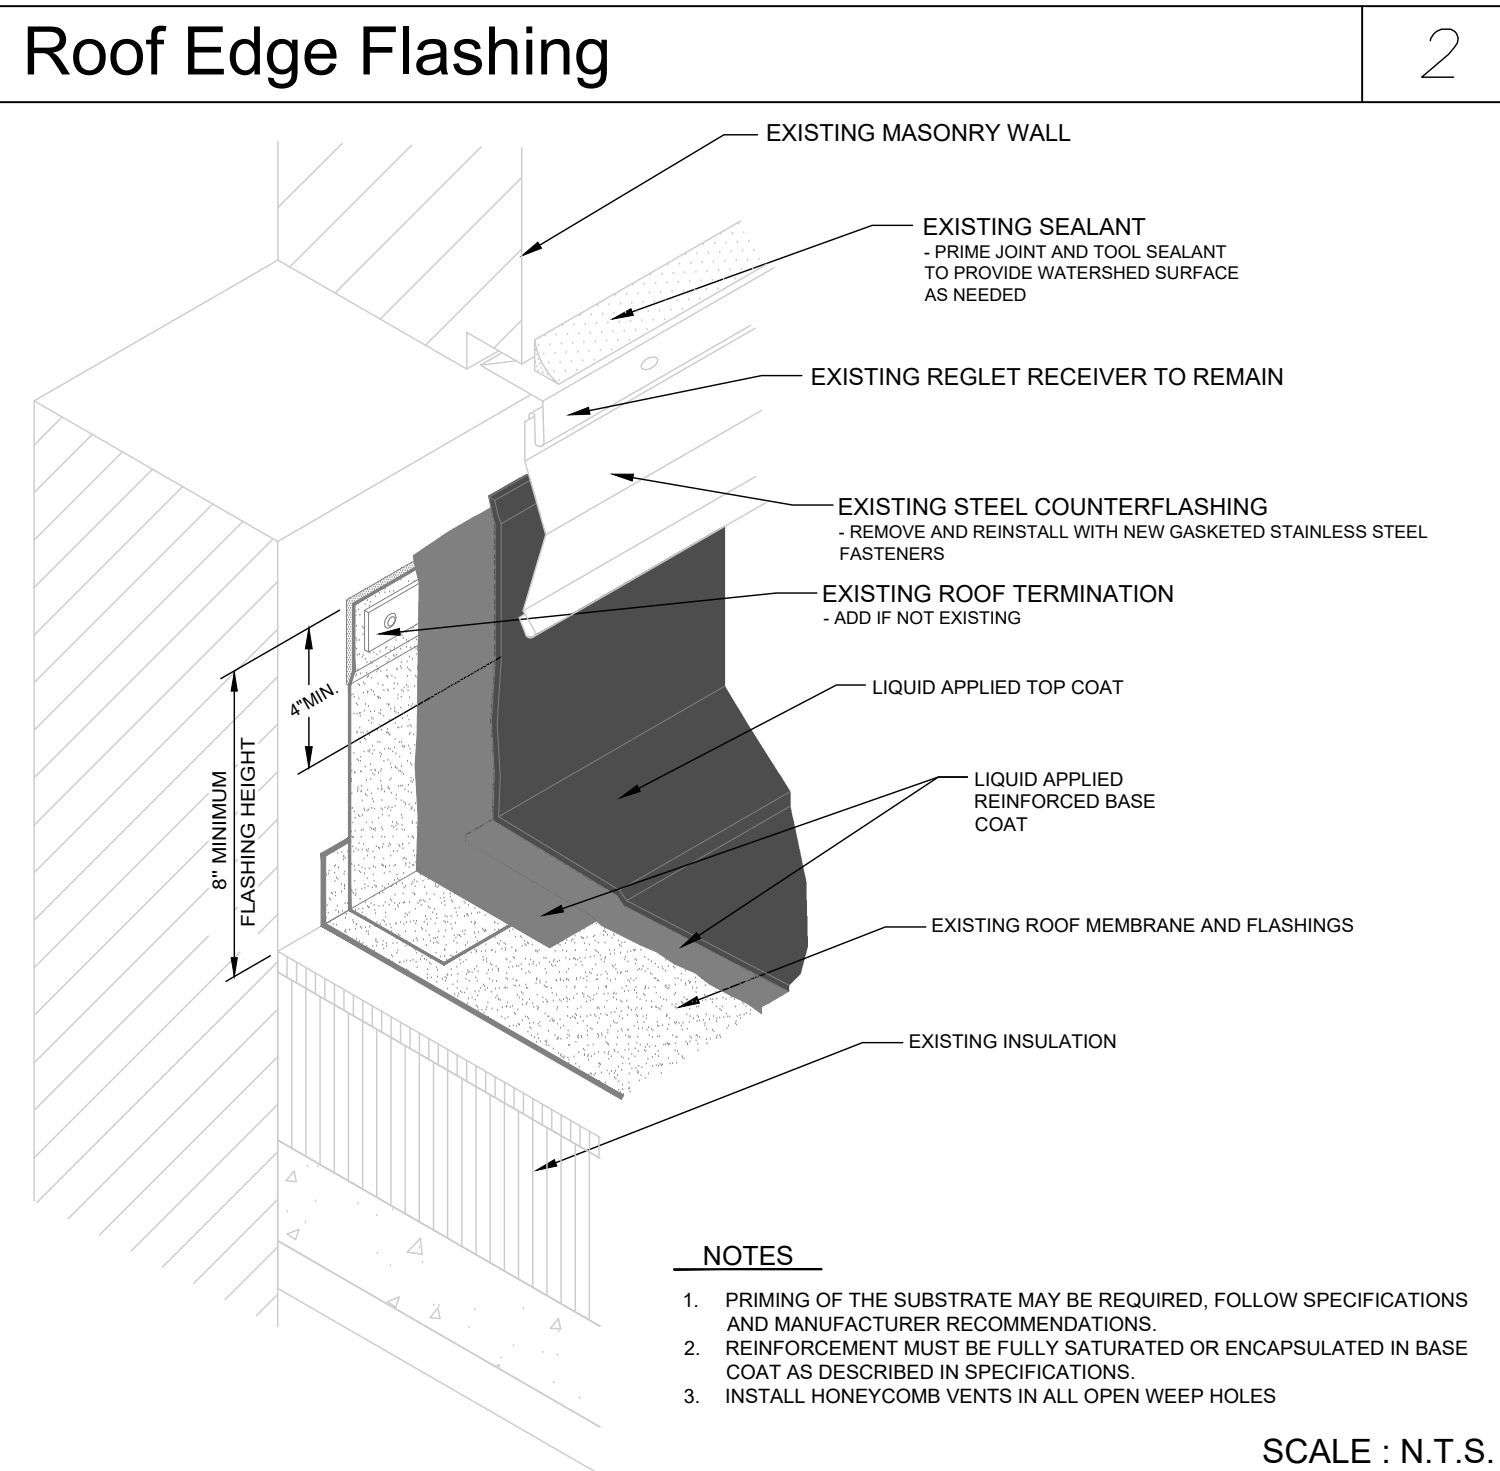 Roof Edge Flashing
2
EXISTING MASONRY WALL
EXISTING SEALANT
- PRIME JOINT AND TOOL SEALANT
TO PROVIDE WATERSHED SURFACE
AS NEEDED
EXISTING REGLET RECEIVER TO REMAIN
EXISTING STEEL COUNTERFLASHING
- REMOVE AND REINSTALL WITH NEW GASKETED STAINLESS STEEL
FASTENERS
EXISTING ROOF TERMINATION
- ADD IF NOT EXISTING
4"MIN.
8" MINIMUM
FLASHING HEIGHT
LIQUID APPLIED TOP COAT
LIQUID APPLIED
REINFORCED BASE
COAT
EXISTING ROOF MEMBRANE AND FLASHINGS
EXISTING INSULATION
NOTES
1. PRIMING OF THE SUBSTRATE MAY BE REQUIRED, FOLLOW SPECIFICATIONS
AND MANUFACTURER RECOMMENDATIONS.
2. REINFORCEMENT MUST BE FULLY SATURATED OR ENCAPSULATED IN BASE
COAT AS DESCRIBED IN SPECIFICATIONS.
3. INSTALL HONEYCOMB VENTS IN ALL OPEN WEEP HOLES
SCALE : N.T.S.